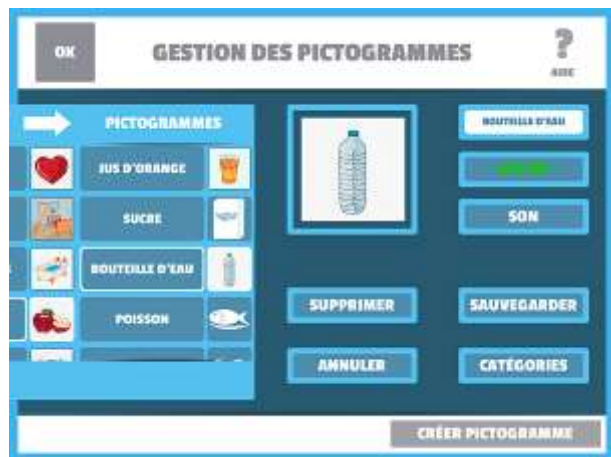 OK
GESTION DES PICTOGRAMMES
?
AIDE
PICTOGRAMMES
BOUTEILLE D'EAU
JUS D'ORANGE
SUCRE
SON
BOUTEILLE D'EAU
POISSON
SUPPRIMER
SAUVEGARDER
ANNULER
CATÉGORIES
CRÉER PICTOGRAMME